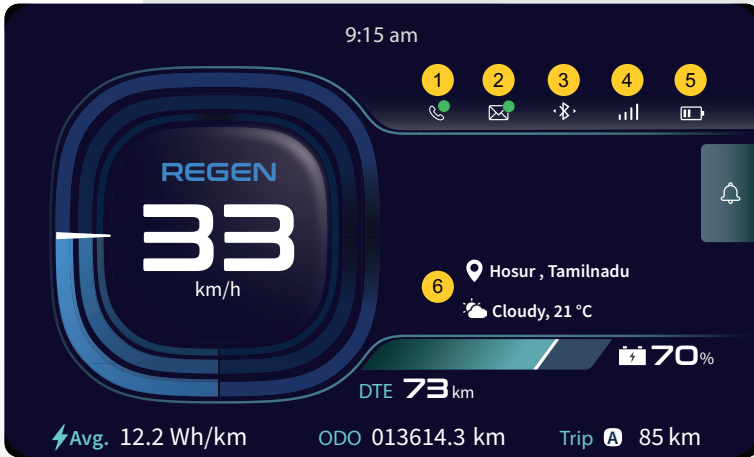 9:15 am
1 2 3 4 5
REGEN
33
km/h
6
Hosur , Tamilnadu
Cloudy, 21 °C
70%
DTE 73 km
Avg. 12.2 Wh/km ODO 013614.3 km Trip A 85 km